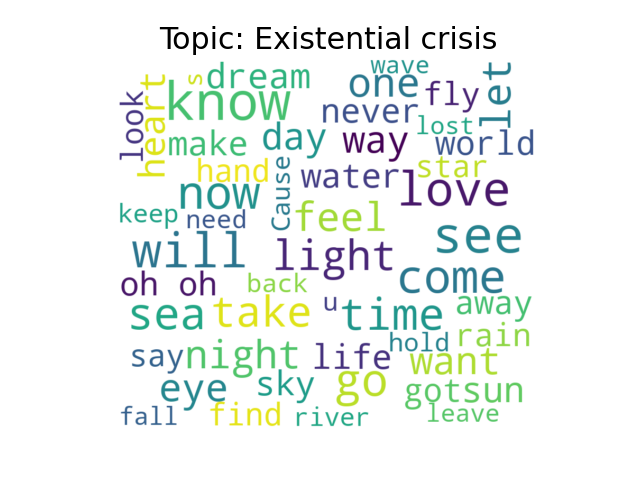 Topic: Existential crisis
wave
s dream one fly let
look heart know never lost
make day way world
hand Cause water star
now love
keep need feel see
will light come
oh oh back
sea take u time away
hold rain
say night life want
eye sky go got sun
fall find river leave